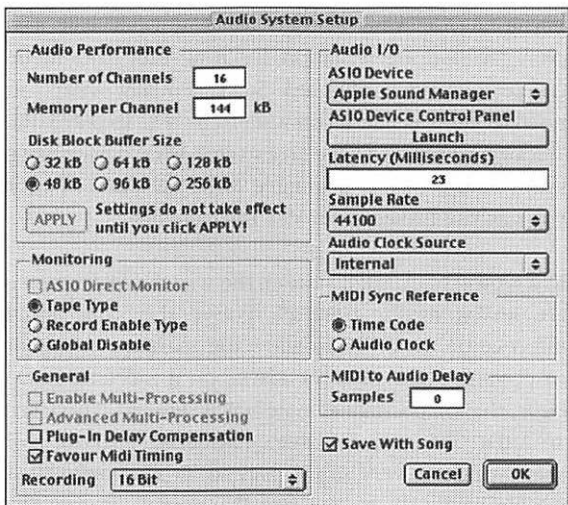 Audio System Setup
Audio Performance
Number of Channels 16
Memory per Channel 144 kB
Disk Block Buffer Size
32 kB 64 kB 128 kB
48 kB 96 kB 256 kB
APPLY Settings do not take effect
until you click APPLY!
Monitoring
ASIO Direct Monitor
Tape Type
Record Enable Type
Global Disable
General
Enable Multi-Processing
Advanced Multi-Processing
Plug-In Delay Compensation
Favour Midi Timing
Recording 16 Bit
Audio I/O
ASIO Device
Apple Sound Manager
ASIO Device Control Panel
Launch
Latency (Milliseconds)
23
Sample Rate
44100
Audio Clock Source
Internal
MIDI Sync Reference
Time Code
Audio Clock
MIDI to Audio Delay
Samples 0
Save With Song
Cancel OK